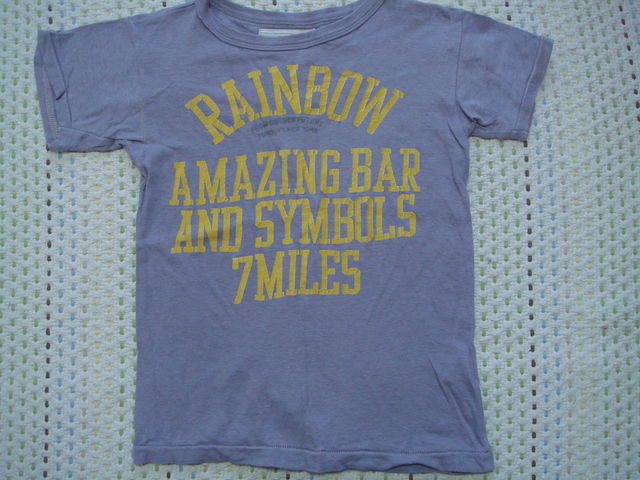 RAINBOW
AMAZING BAR
AND SYMBOLS
7MILES